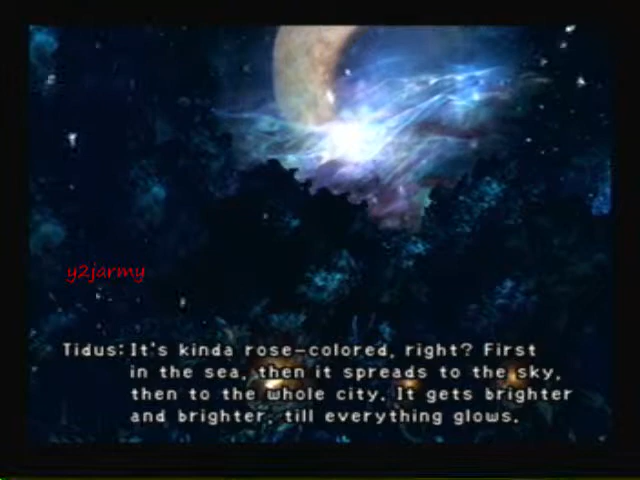 y2jarmy
Tidus: It's kinda rose-colored, right? First
in the sea, then it spreads to the sky,
then to the whole city. It gets brighter
and brighter, till everything glows.